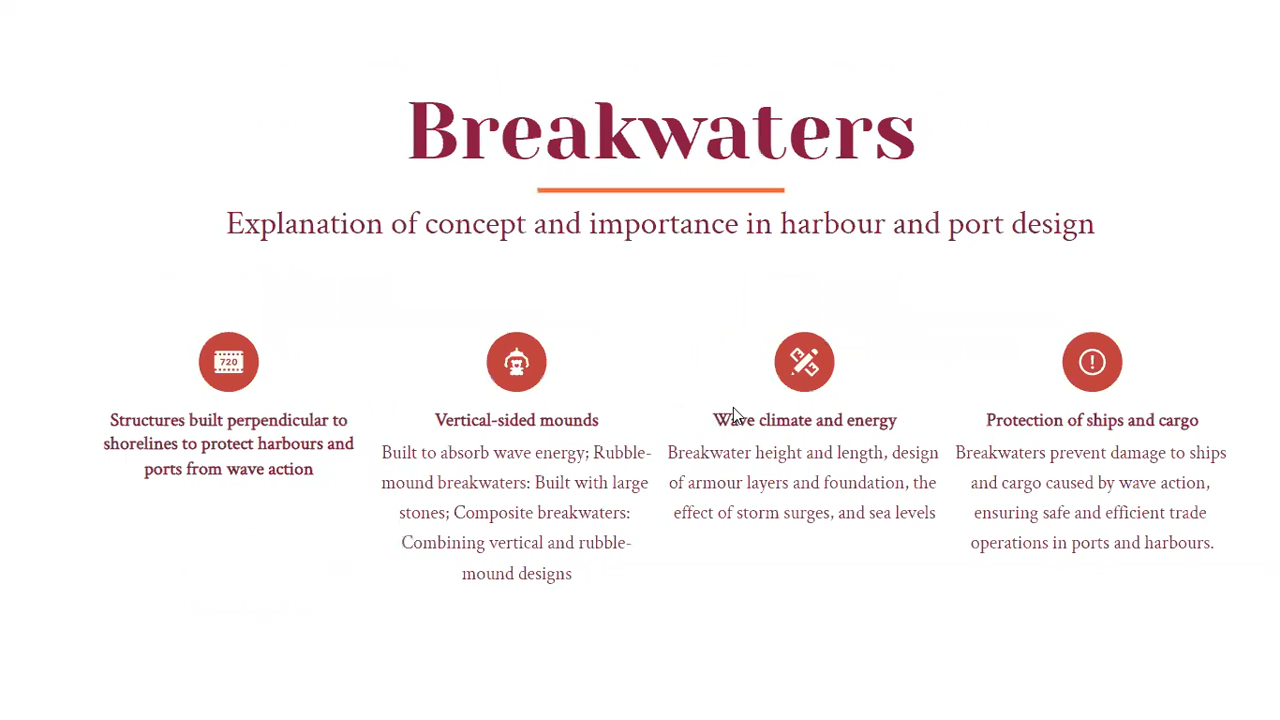 Breakwaters
Explanation of concept and importance in harbour and port design
720
Structures built perpendicular to
shorelines to protect harbours and
ports from wave action
Vertical-sided mounds
Built to absorb wave energy; Rubble-
mound breakwaters: Built with large
stones; Composite breakwaters:
Combining vertical and rubble-
mound designs
Wave climate and energy
Breakwater height and length, design
of armour layers and foundation, the
effect of storm surges, and sea levels
Protection of ships and cargo
Breakwaters prevent damage to ships
and cargo caused by wave action,
ensuring safe and efficient trade
operations in ports and harbours.